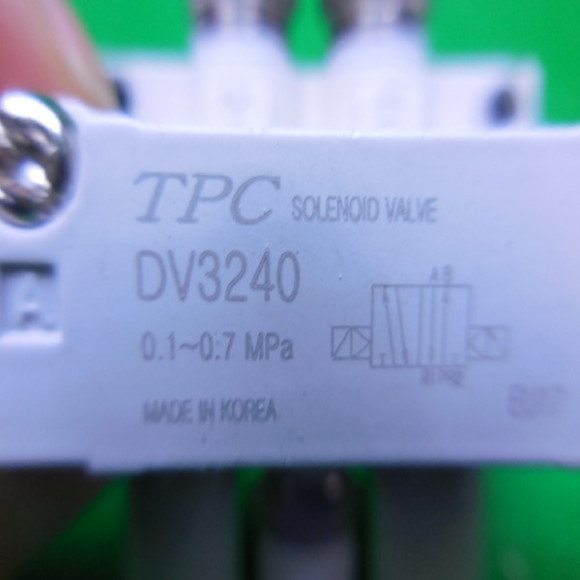 TPC SOLENOID VALVE
DV3240
0.1~0.7 MPa
A B
MADE IN KOREA